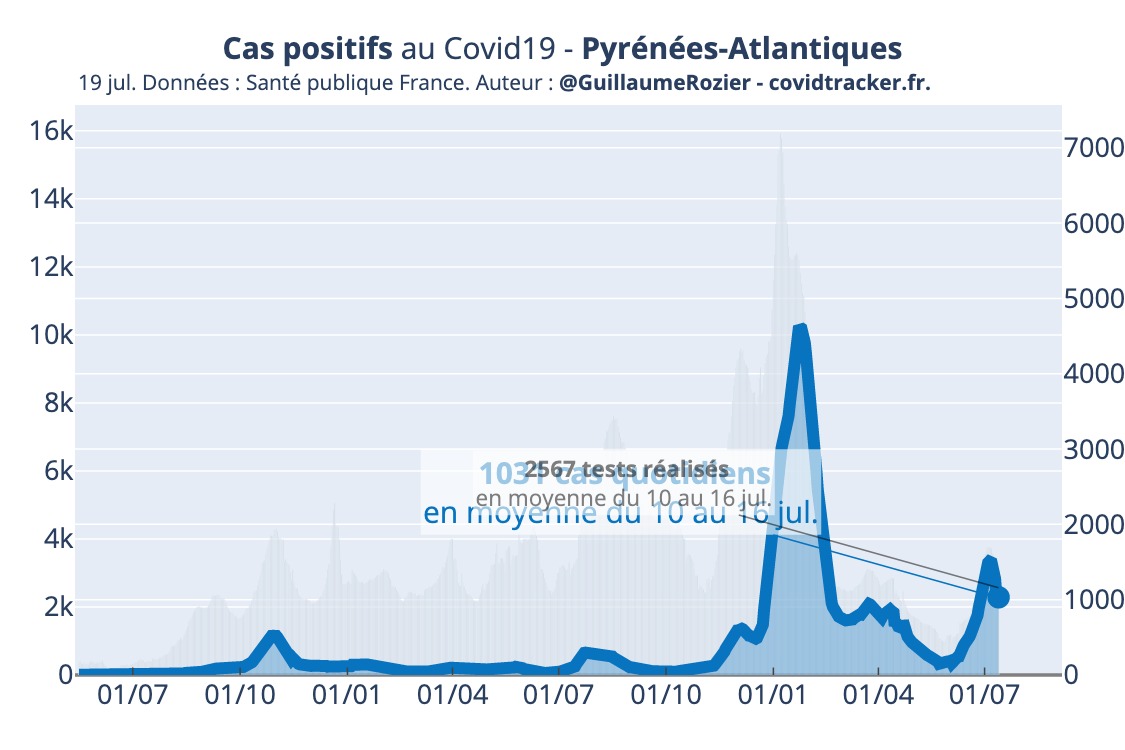 Cas positifs au Covid19 - Pyrénées-Atlantiques
19 jul. Données : Santé publique France. Auteur : @GuillaumeRozier - covidtracker.fr.
16k
14k
12k
10k
8k
6k
4k
2k
0
7000
6000
5000
4000
3000
2000
1000
0
1031 cas quotidiens
en moyenne du 10 au 16 jul.
2567 tests réalisés
en moyenne du 10 au 16 jul.
01/07 01/10 01/01 01/04 01/07 01/10 01/01 01/04 01/07